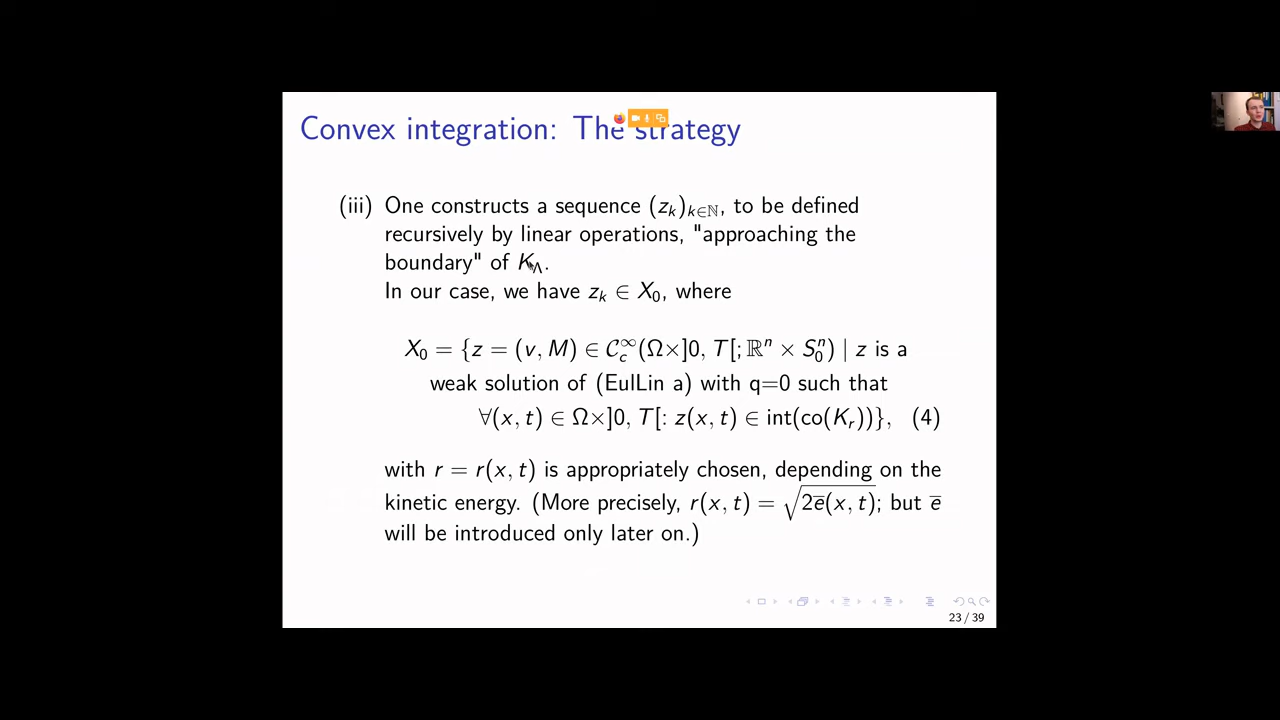 Convex integration: The strategy
(iii) One constructs a sequence (z_k)_{k∈ℕ}, to be defined
recursively by linear operations, "approaching the
boundary" of K_Λ.
In our case, we have z_k ∈ X_0, where
X_0 = {z = (v, M) ∈ 𝒞_c^∞(Ω×]0, T[; ℝ^n × S_0^n) | z is a
weak solution of (EulLin a) with q=0 such that
∀(x, t) ∈ Ω×]0, T[: z(x, t) ∈ int(co(K_r))}, (4)
with r = r(x, t) is appropriately chosen, depending on the
kinetic energy. (More precisely, r(x, t) = √(2e̅(x, t)); but e̅
will be introduced only later on.)
23 / 39